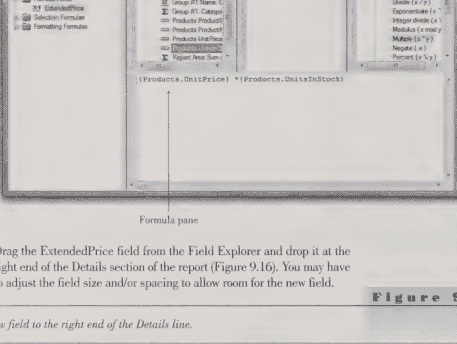 ExtendedPrice
Selection Formulas
Formatting Formulas
Group #1 Name:
Group #1 Categor
Products.Product
Products.Product
Products.UnitPrice
Report Area:Sum
Divide (x / y)
Exponentiate (x ^
Integer divide (x \
Modulus (x mod y
Multiply (x * y)
Negate (- x)
Percent (x % y)
{Products.UnitPrice} *{Products.UnitsInStock}
Formula pane
Drag the ExtendedPrice field from the Field Explorer and drop it at the
right end of the Details section of the report (Figure 9.16). You may have
to adjust the field size and/or spacing to allow room for the new field.
Figure 9
w field to the right end of the Details line.